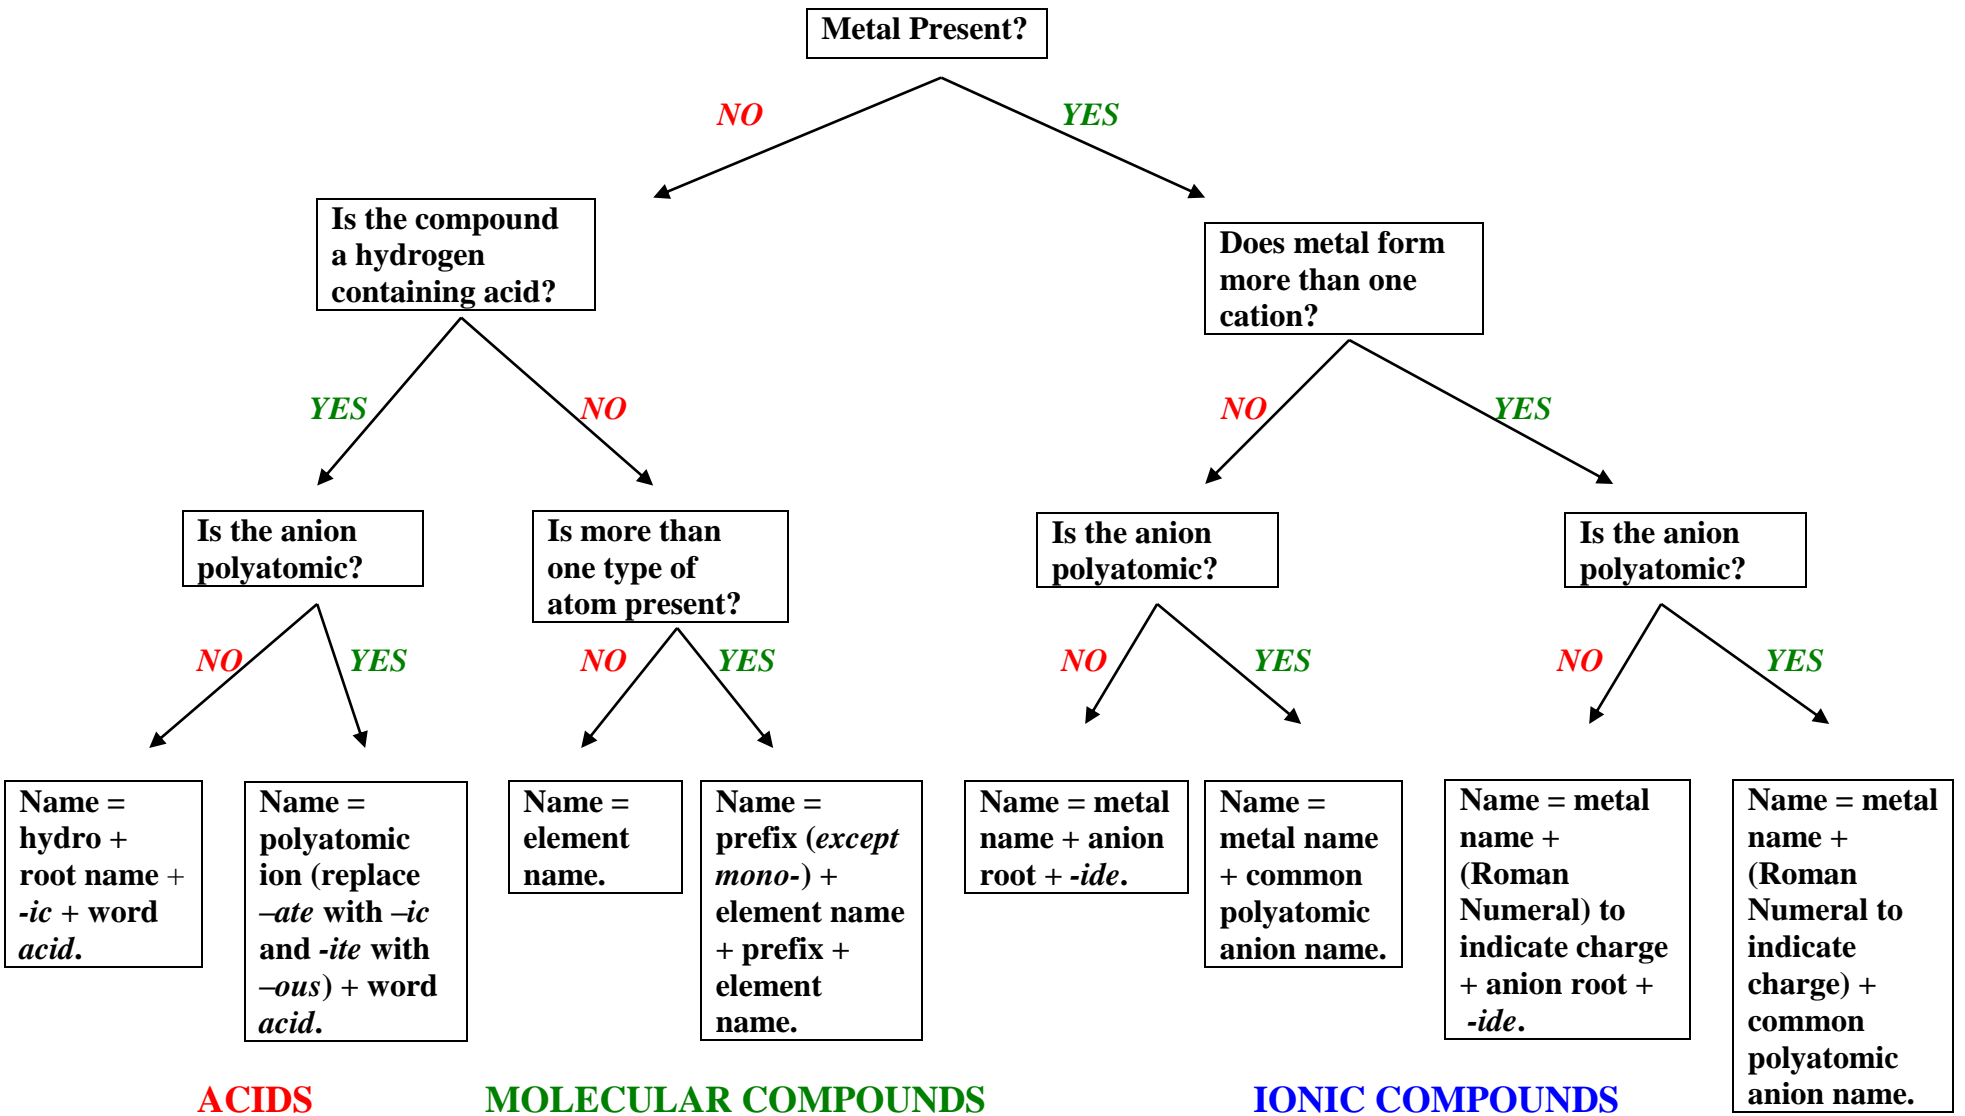 Metal Present?
NO
YES
Is the compound
a hydrogen
containing acid?
Does metal form
more than one
cation?
YES
NO
NO
YES
Is the anion
polyatomic?
Is more than
one type of
atom present?
Is the anion
polyatomic?
Is the anion
polyatomic?
NO
YES
NO
YES
NO
YES
NO
YES
Name =
hydro +
root name +
-ic + word
acid.
Name =
polyatomic
ion (replace
–ate with –ic
and -ite with
–ous) + word
acid.
Name =
element
name.
Name =
prefix (except
mono-) +
element name
+ prefix +
element
name.
Name = metal
name + anion
root + -ide.
Name =
metal name
+ common
polyatomic
anion name.
Name = metal
name +
(Roman
Numeral) to
indicate charge
+ anion root +
-ide.
Name = metal
name +
(Roman
Numeral to
indicate
charge) +
common
polyatomic
anion name.
ACIDS
MOLECULAR COMPOUNDS
IONIC COMPOUNDS